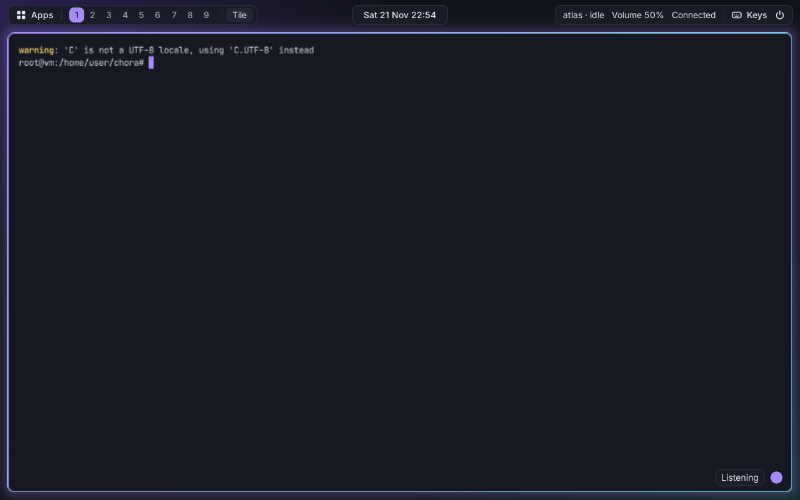 Apps 1 2 3 4 5 6 7 8 9 Tile
Sat 21 Nov 22:54
atlas · idle Volume 50% Connected Keys
warning: 'C' is not a UTF-8 locale, using 'C.UTF-8' instead
root@vm:/home/user/chora#
Listening